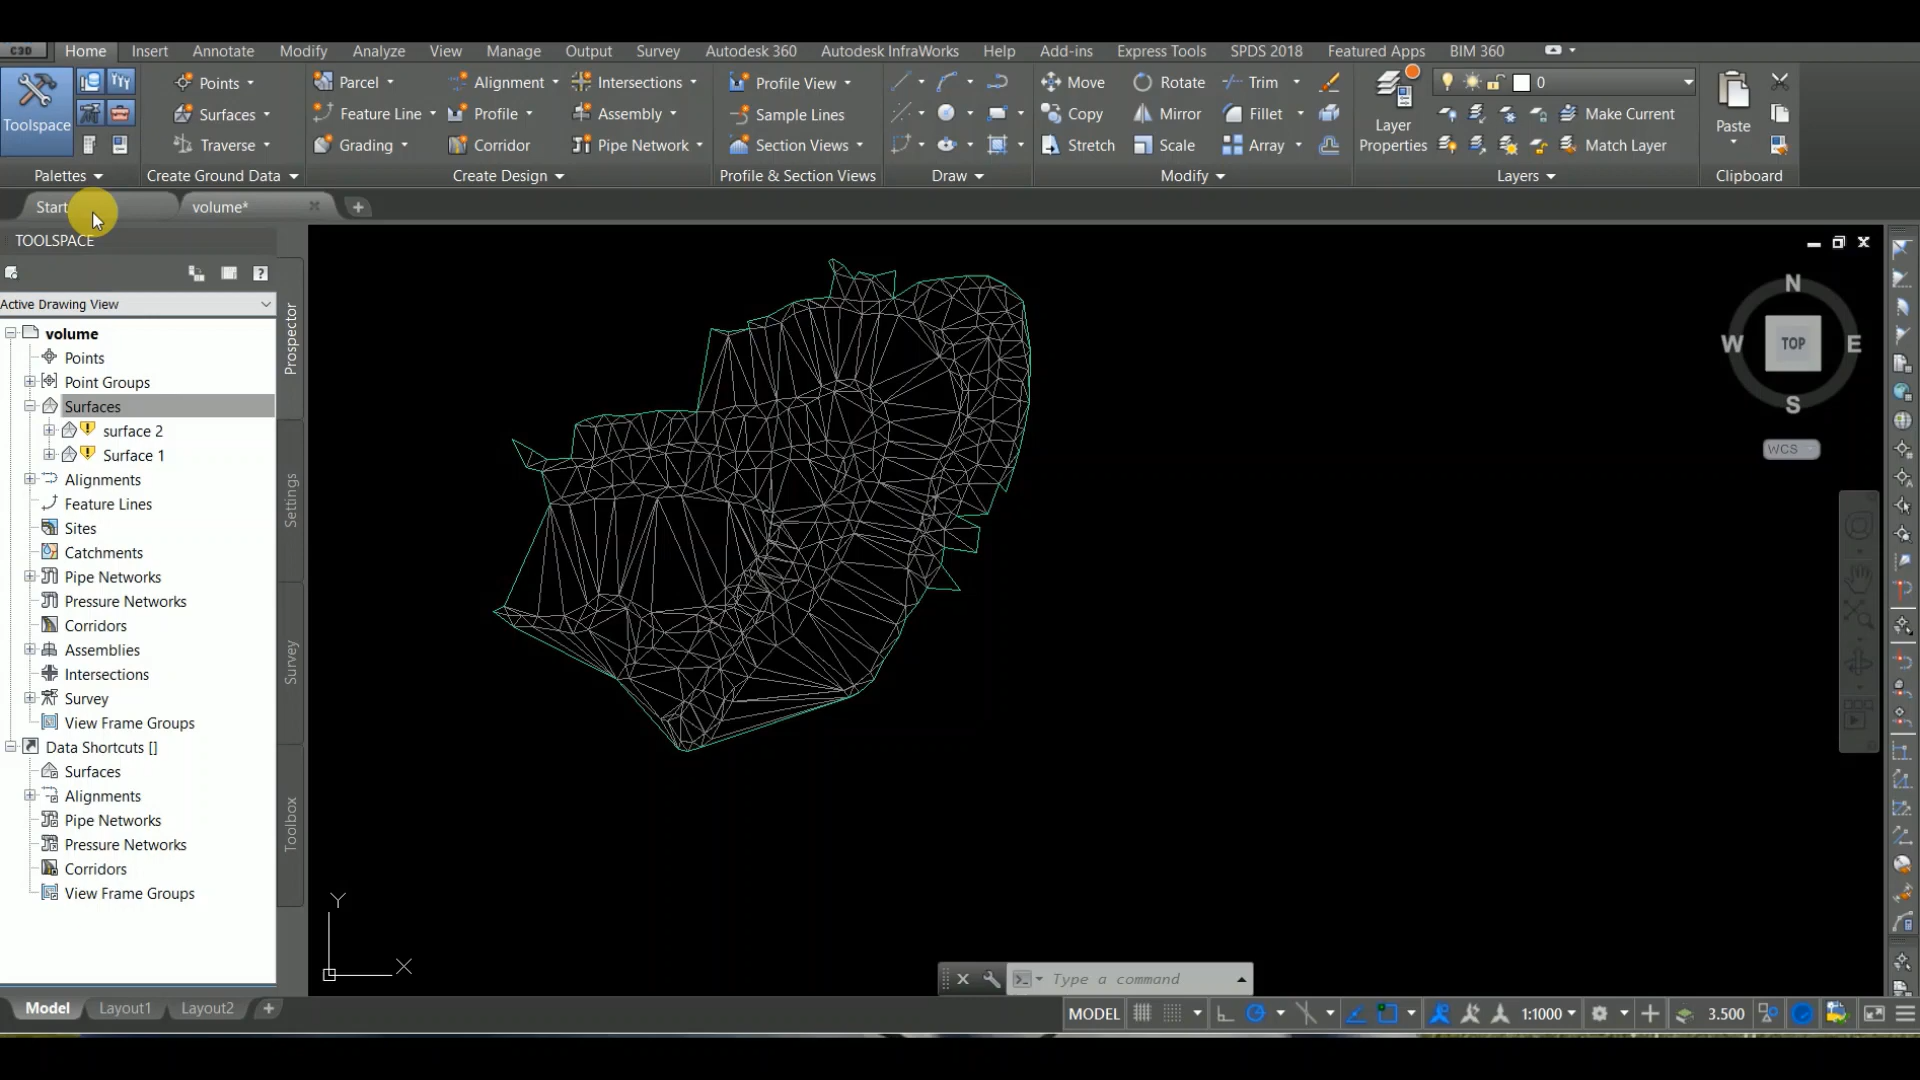 C3D
Home Insert Annotate Modify Analyze View Manage Output Survey Autodesk 360 Autodesk InfraWorks Help Add-ins Express Tools SPDS 2018 Featured Apps BIM 360
Toolspace
Points
Surfaces
Traverse
Parcel
Feature Line
Grading
Alignment
Profile
Corridor
Intersections
Assembly
Pipe Network
Profile View
Sample Lines
Section Views
Move
Copy
Stretch
Rotate
Mirror
Scale
Trim
Fillet
Array
Layer
Properties
0
Make Current
Match Layer
Paste
Palettes Create Ground Data Create Design Profile & Section Views Draw Modify Layers Clipboard
Start volume*
TOOLSPACE
Active Drawing View
volume
Points
Point Groups
Surfaces
surface 2
Surface 1
Alignments
Feature Lines
Sites
Catchments
Pipe Networks
Pressure Networks
Corridors
Assemblies
Intersections
Survey
View Frame Groups
Data Shortcuts []
Surfaces
Alignments
Pipe Networks
Pressure Networks
Corridors
View Frame Groups
Prospector
Settings
Survey
Toolbox
N
W TOP E
S
WCS
Y
X
Type a command
Model Layout1 Layout2
MODEL 1:1000 3.500